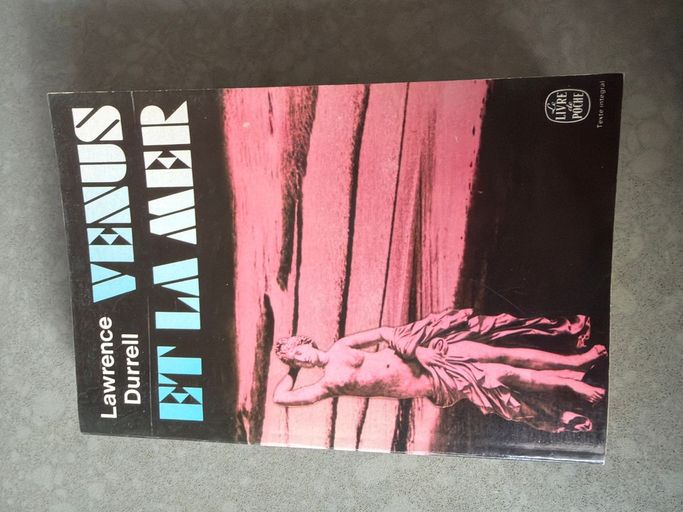 Lawrence
Durrell
VENUS
ET LA MER
Le
LIVRE
de
POCHE
Texte intégral